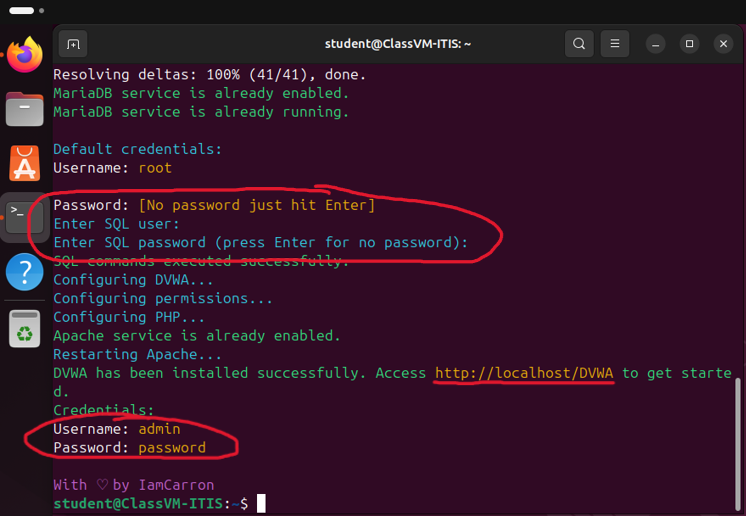 student@ClassVM-ITIS: ~
Resolving deltas: 100% (41/41), done.
MariaDB service is already enabled.
MariaDB service is already running.
Default credentials:
Username: root
Password: [No password just hit Enter]
Enter SQL user:
Enter SQL password (press Enter for no password):
SQL commands executed successfully.
Configuring DVWA...
Configuring permissions...
Configuring PHP...
Apache service is already enabled.
Restarting Apache...
DVWA has been installed successfully. Access http://localhost/DVWA to get starte
d.
Credentials:
Username: admin
Password: password
With ♡ by IamCarron
student@ClassVM-ITIS:~$